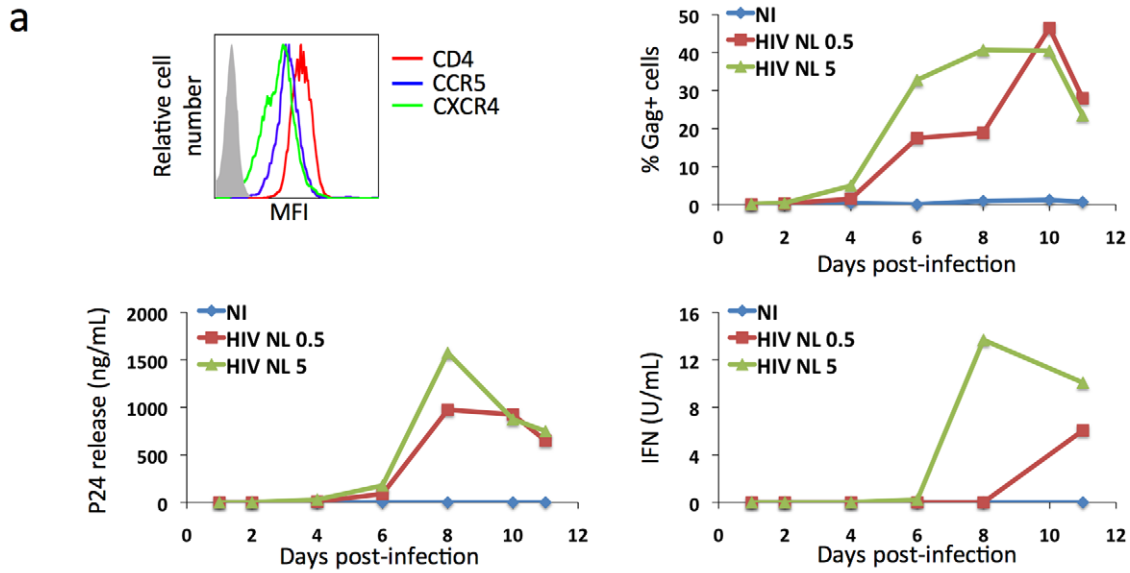 a
Relative cell
number
CD4
CCR5
CXCR4
MFI
% Gag+ cells
50
40
30
20
10
0
NI
HIV NL 0.5
HIV NL 5
0 2 4 6 8 10 12
Days post-infection
P24 release (ng/mL)
2000
1500
1000
500
0
NI
HIV NL 0.5
HIV NL 5
0 2 4 6 8 10 12
Days post-infection
IFN (U/mL)
16
12
8
4
0
NI
HIV NL 0.5
HIV NL 5
0 2 4 6 8 10 12
Days post-infection